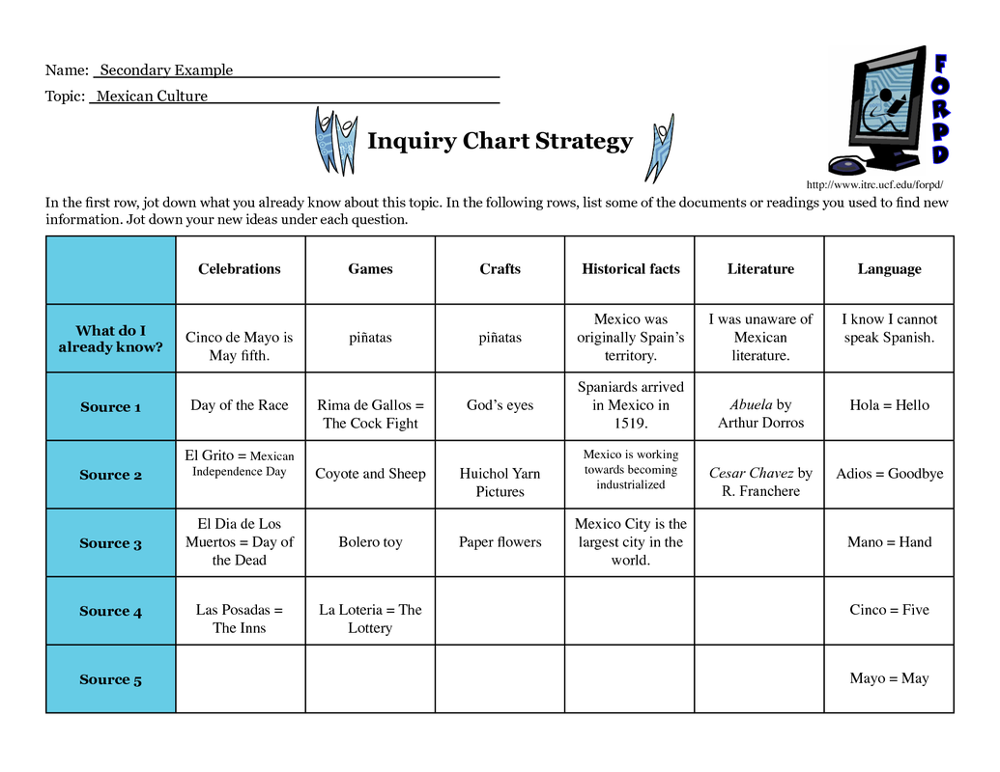 Name: Secondary Example
Topic: Mexican Culture
FORPD
Inquiry Chart Strategy
http://www.itrc.ucf.edu/forpd/
In the first row, jot down what you already know about this topic. In the following rows, list some of the documents or readings you used to find new
information. Jot down your new ideas under each question.
Celebrations
Games
Crafts
Historical facts
Literature
Language
What do I
already know?
Cinco de Mayo is
May fifth.
piñatas
piñatas
Mexico was
originally Spain's
territory.
I was unaware of
Mexican
literature.
I know I cannot
speak Spanish.
Source 1
Day of the Race
Rima de Gallos =
The Cock Fight
God's eyes
Spaniards arrived
in Mexico in
1519.
Abuela by
Arthur Dorros
Hola = Hello
Source 2
El Grito = Mexican
Independence Day
Coyote and Sheep
Huichol Yarn
Pictures
Mexico is working
towards becoming
industrialized
Cesar Chavez by
R. Franchere
Adios = Goodbye
Source 3
El Dia de Los
Muertos = Day of
the Dead
Bolero toy
Paper flowers
Mexico City is the
largest city in the
world.
Mano = Hand
Source 4
Las Posadas =
The Inns
La Loteria = The
Lottery
Cinco = Five
Source 5
Mayo = May